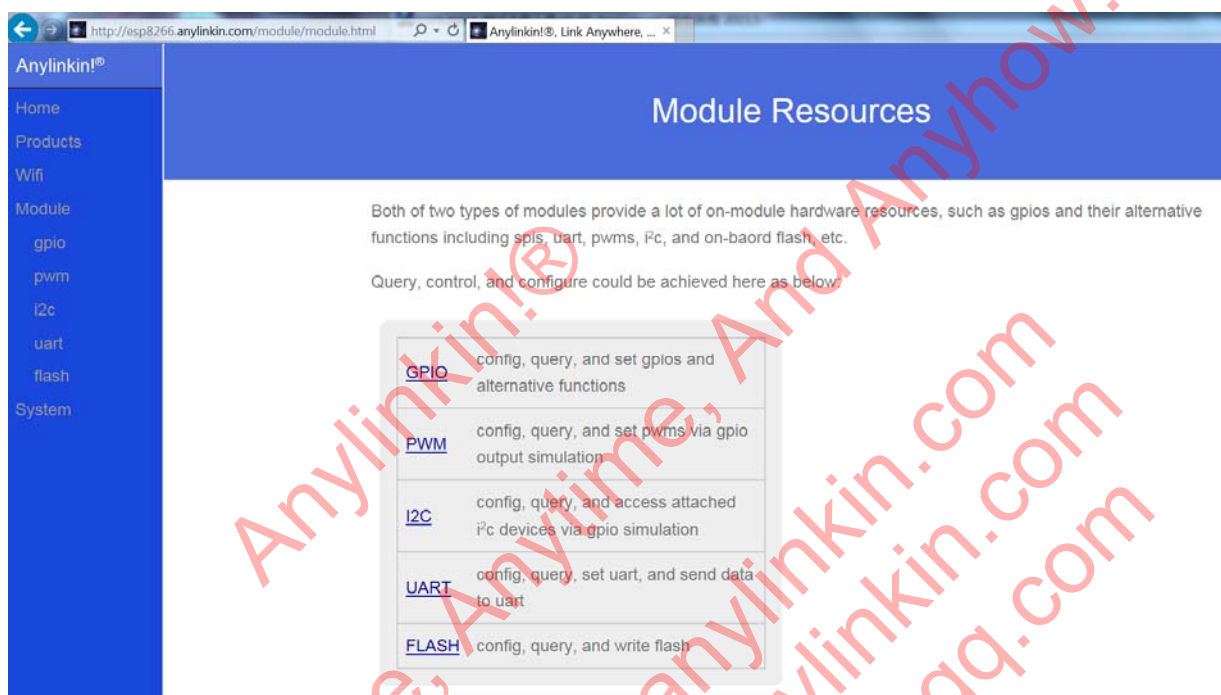 http://esp8266.anylinkin.com/module/module.html
Anylinkin!®, Link Anywhere, ... ×
Anylinkin!®
Home
Products
Wifi
Module
gpio
pwm
i2c
uart
flash
System
Module Resources
Both of two types of modules provide a lot of on-module hardware resources, such as gpios and their alternative
functions including spis, uart, pwms, i²c, and on-baord flash, etc.
Query, control, and configure could be achieved here as below:
GPIO
config, query, and set gpios and
alternative functions
PWM
config, query, and set pwms via gpio
output simulation
I2C
config, query, and access attached
i²c devices via gpio simulation
UART
config, query, set uart, and send data
to uart
FLASH
config, query, and write flash
Anylinkin!®
Anytime, And Anyhow.
anylinkin.com
qq.com